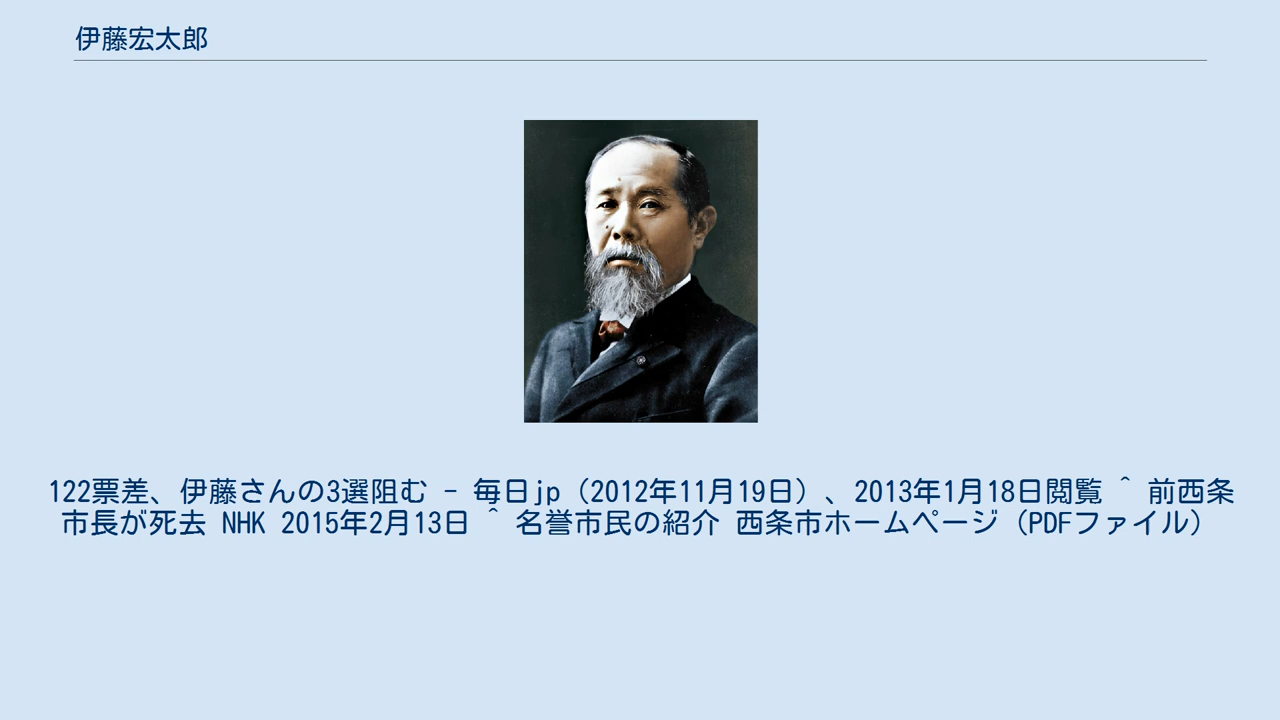 伊藤宏太郎
122票差、伊藤さんの3選阻む - 毎日jp（2012年11月19日）、2013年1月18日閲覧 ^ 前西条
市長が死去 NHK 2015年2月13日 ^ 名誉市民の紹介 西条市ホームページ（PDFファイル）